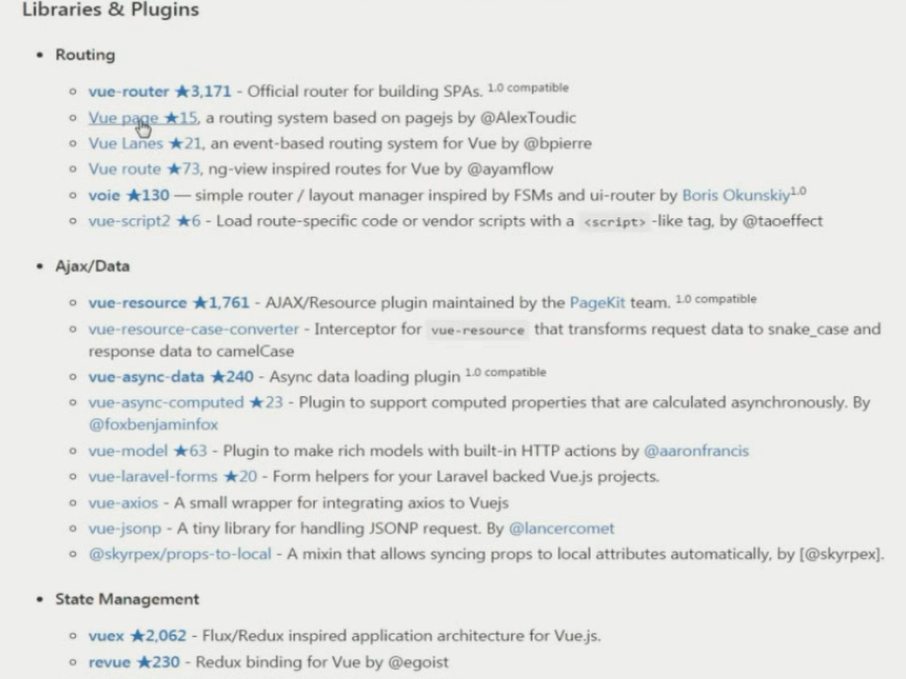 Libraries & Plugins
• Routing
◦ vue-router ★3,171 - Official router for building SPAs. 1.0 compatible
◦ Vue page ★15, a routing system based on pagejs by @AlexToudic
◦ Vue Lanes ★21, an event-based routing system for Vue by @bpierre
◦ Vue route ★73, ng-view inspired routes for Vue by @ayamflow
◦ voie ★130 — simple router / layout manager inspired by FSMs and ui-router by Boris Okunskiy1.0
◦ vue-script2 ★6 - Load route-specific code or vendor scripts with a <script> -like tag, by @taoeffect
• Ajax/Data
◦ vue-resource ★1,761 - AJAX/Resource plugin maintained by the PageKit team. 1.0 compatible
◦ vue-resource-case-converter - Interceptor for vue-resource that transforms request data to snake_case and
response data to camelCase
◦ vue-async-data ★240 - Async data loading plugin 1.0 compatible
◦ vue-async-computed ★23 - Plugin to support computed properties that are calculated asynchronously. By
@foxbenjaminfox
◦ vue-model ★63 - Plugin to make rich models with built-in HTTP actions by @aaronfrancis
◦ vue-laravel-forms ★20 - Form helpers for your Laravel backed Vue.js projects.
◦ vue-axios - A small wrapper for integrating axios to Vuejs
◦ vue-jsonp - A tiny library for handling JSONP request. By @lancercomet
◦ @skyrpex/props-to-local - A mixin that allows syncing props to local attributes automatically, by [@skyrpex].
• State Management
◦ vuex ★2,062 - Flux/Redux inspired application architecture for Vue.js.
◦ revue ★230 - Redux binding for Vue by @egoist